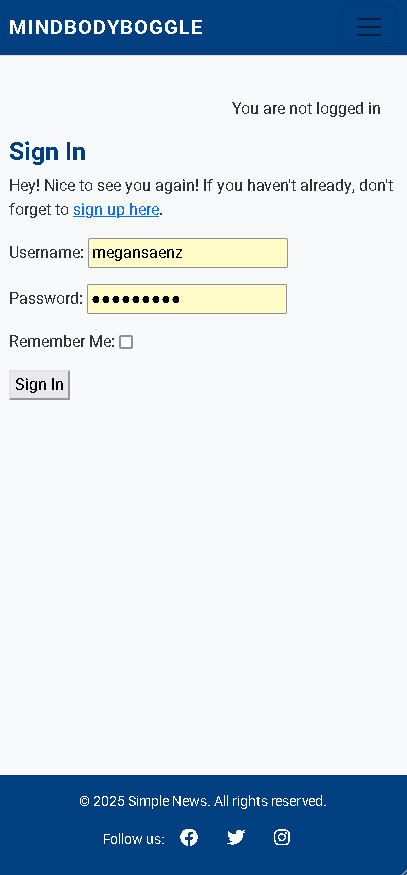 MINDBODYBOGGLE
You are not logged in
Sign In
Hey! Nice to see you again! If you haven't already, don't
forget to sign up here.
Username: megansaenz
Password: ●●●●●●●●●
Remember Me:
Sign In
© 2025 Simple News. All rights reserved.
Follow us: